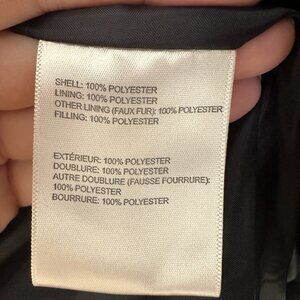 SHELL: 100% POLYESTER
LINING: 100% POLYESTER
OTHER LINING (FAUX FUR): 100% POLYESTER
FILLING: 100% POLYESTER
EXTÉRIEUR: 100% POLYESTER
DOUBLURE: 100% POLYESTER
AUTRE DOUBLURE (FAUSSE FOURRURE):
100% POLYESTER
BOURRURE: 100% POLYESTER